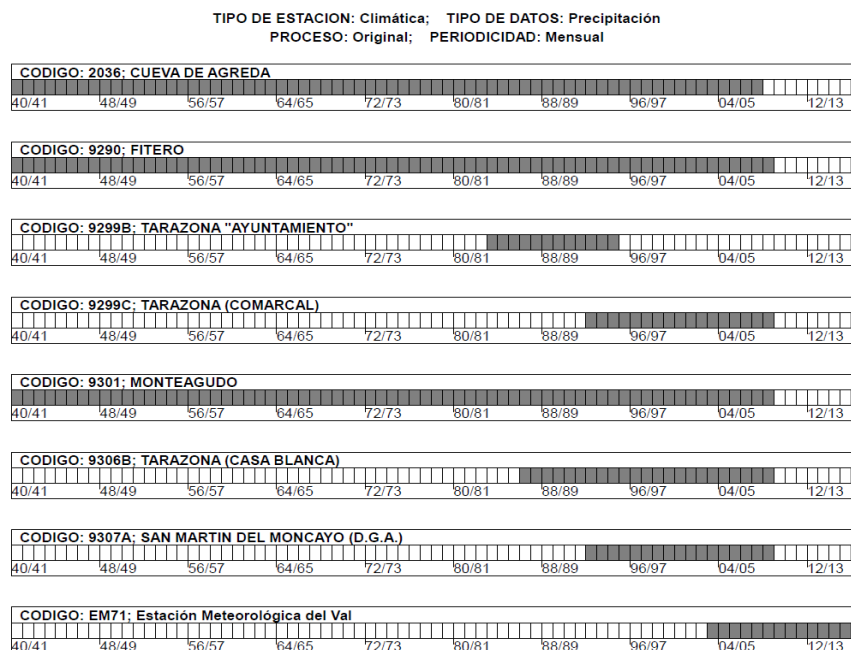 TIPO DE ESTACION: Climática; TIPO DE DATOS: Precipitación
PROCESO: Original; PERIODICIDAD: Mensual
CODIGO: 2036; CUEVA DE AGREDA
40/41 48/49 56/57 64/65 72/73 80/81 88/89 96/97 04/05 12/13
CODIGO: 9290; FITERO
40/41 48/49 56/57 64/65 72/73 80/81 88/89 96/97 04/05 12/13
CODIGO: 9299B; TARAZONA "AYUNTAMIENTO"
40/41 48/49 56/57 64/65 72/73 80/81 88/89 96/97 04/05 12/13
CODIGO: 9299C; TARAZONA (COMARCAL)
40/41 48/49 56/57 64/65 72/73 80/81 88/89 96/97 04/05 12/13
CODIGO: 9301; MONTEAGUDO
40/41 48/49 56/57 64/65 72/73 80/81 88/89 96/97 04/05 12/13
CODIGO: 9306B; TARAZONA (CASA BLANCA)
40/41 48/49 56/57 64/65 72/73 80/81 88/89 96/97 04/05 12/13
CODIGO: 9307A; SAN MARTIN DEL MONCAYO (D.G.A.)
40/41 48/49 56/57 64/65 72/73 80/81 88/89 96/97 04/05 12/13
CODIGO: EM71; Estación Meteorológica del Val
40/41 48/49 56/57 64/65 72/73 80/81 88/89 96/97 04/05 12/13